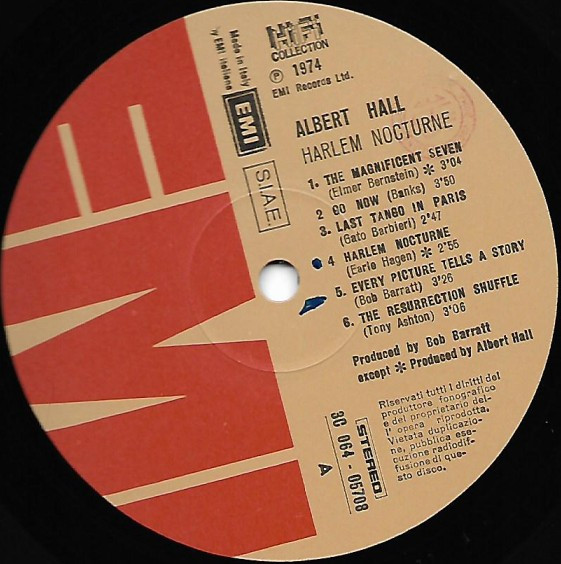 HI-FI
COLLECTION
℗ 1974
EMI Records Ltd.
Made in Italy
by EMI Italiana
EMI
S.I.A.E.
ALBERT HALL
HARLEM NOCTURNE
1. THE MAGNIFICENT SEVEN
(Elmer Bernstein) * 3'04
2 GO NOW (Banks) 3'50
3. LAST TANGO IN PARIS
(Gato Barbieri) 2'47
4 HARLEM NOCTURNE
(Earle Hagen) * 2'55
5. EVERY PICTURE TELLS A STORY
(Bob Barratt) 3'26
6. THE RESURRECTION SHUFFLE
(Tony Ashton) 3'06
Produced by Bob Barratt
except * Produced by Albert Hall
Riservati tutti i diritti del
produttore fonografico
e del proprietario del-
l' opera riprodotta.
Vietata duplicazio-
ne, pubblica ese-
cuzione radiodif-
fusione di que-
sto disco.
STEREO
3C 064 - 05708
A
EMI